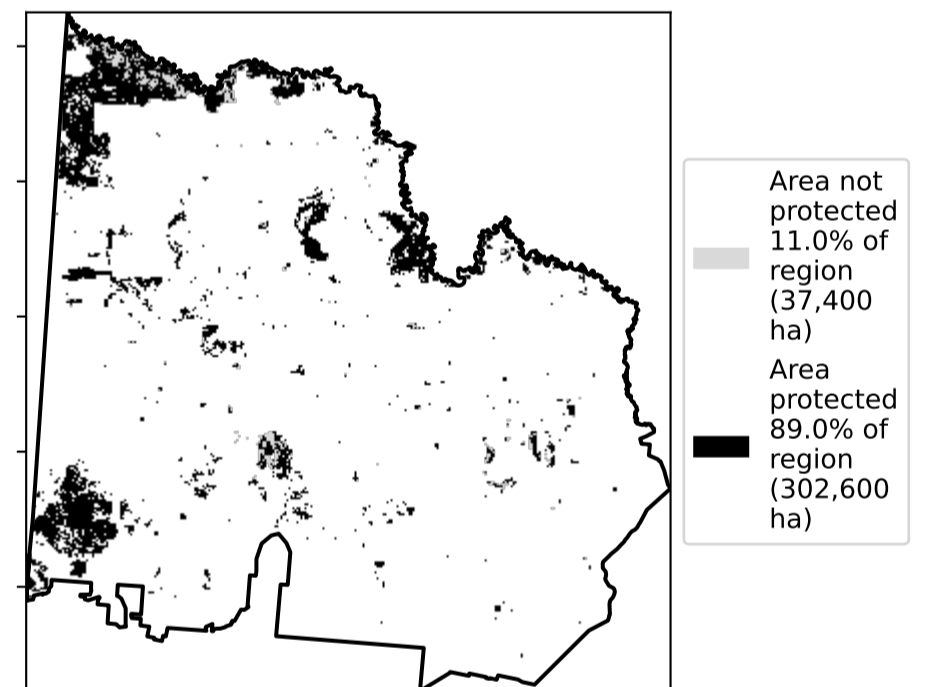 Area not
protected
11.0% of
region
(37,400
ha)
Area
protected
89.0% of
region
(302,600
ha)